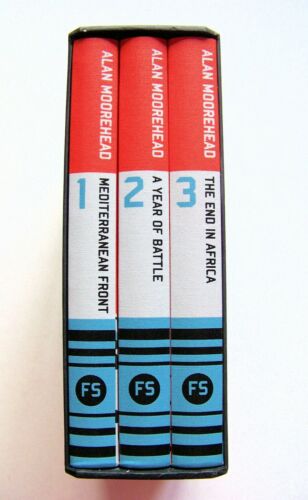 ALAN MOOREHEAD
1
MEDITERRANEAN FRONT
FS
ALAN MOOREHEAD
2
A YEAR OF BATTLE
FS
ALAN MOOREHEAD
3
THE END IN AFRICA
FS